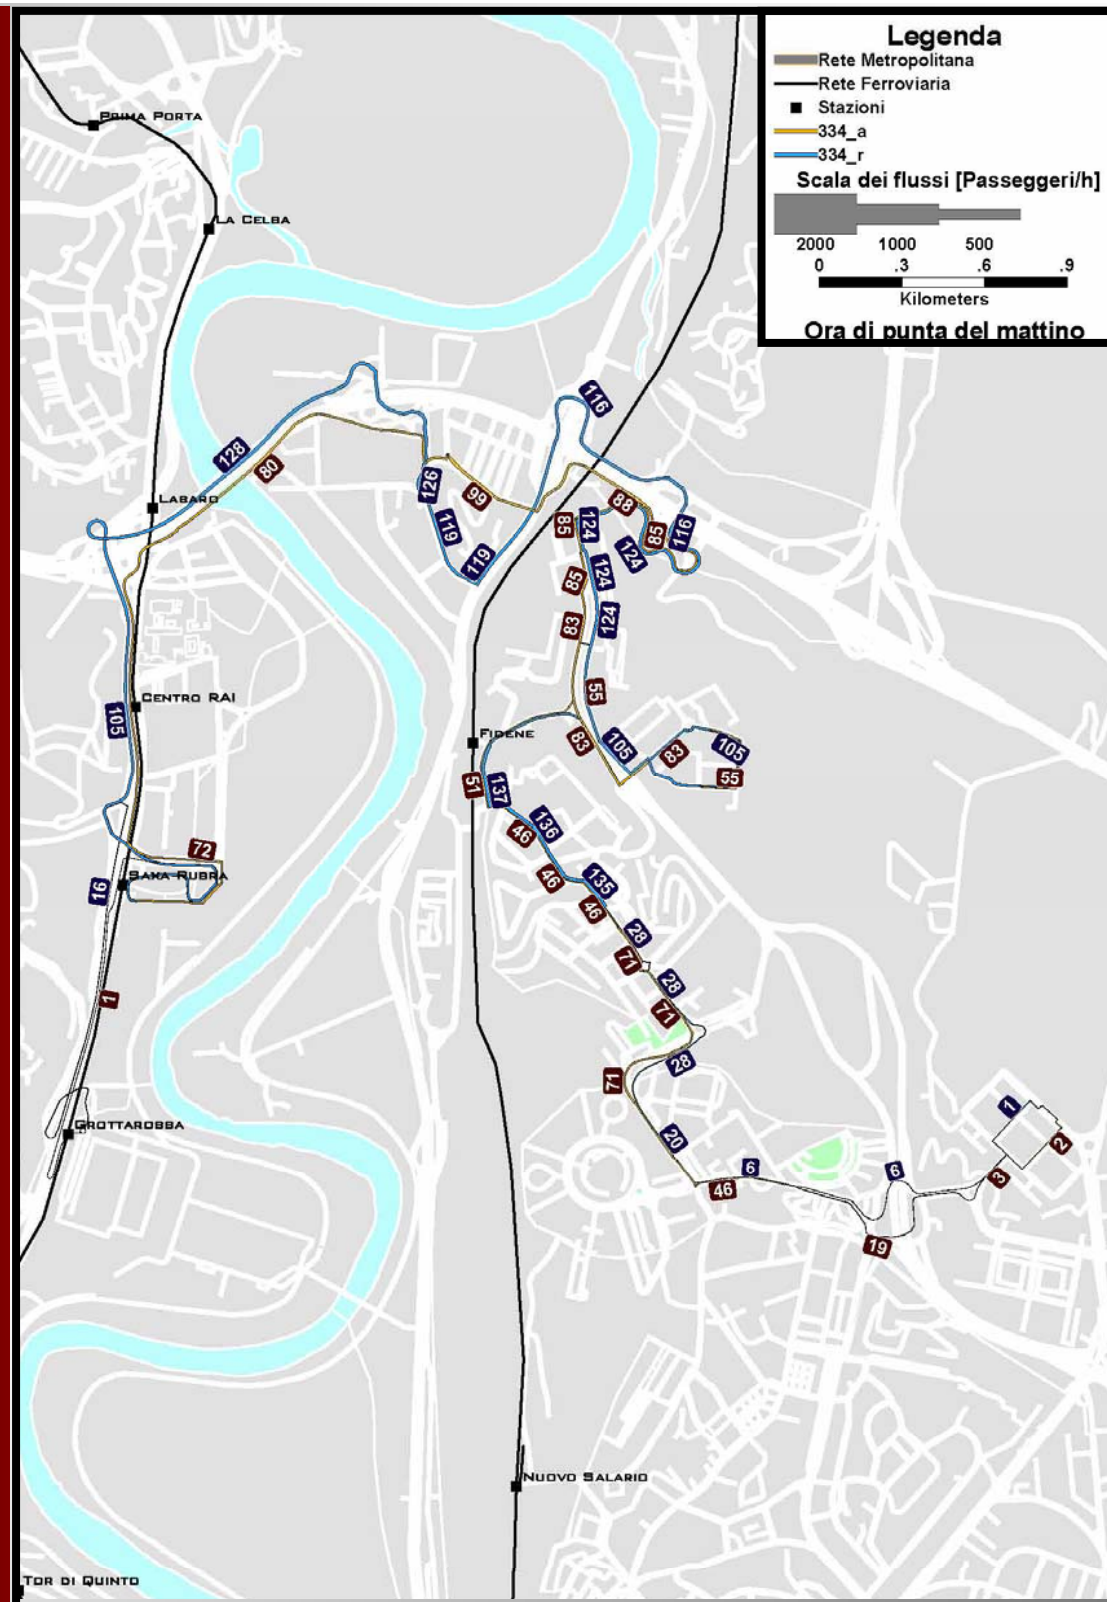 Legenda
Rete Metropolitana
Rete Ferroviaria
Stazioni
334_a
334_r
Scala dei flussi [Passeggeri/h]
2000 1000 500
0 .3 .6 .9
Kilometers
Ora di punta del mattino
PRIMA PORTA
LA CELSA
116
128
80
126
99
LABARO
88
119
85
124
85
116
119
124
85
124
83
124
55
CENTRO RAI
105
FIDENE
83
105
83
105
51
137
55
46
136
72
46
135
SAXA RUBRA
16
46
28
71
28
1
71
28
71
1
GROTTAROSSA
20
2
6
3
46
6
19
NUOVO SALARIO
TOR DI QUINTO